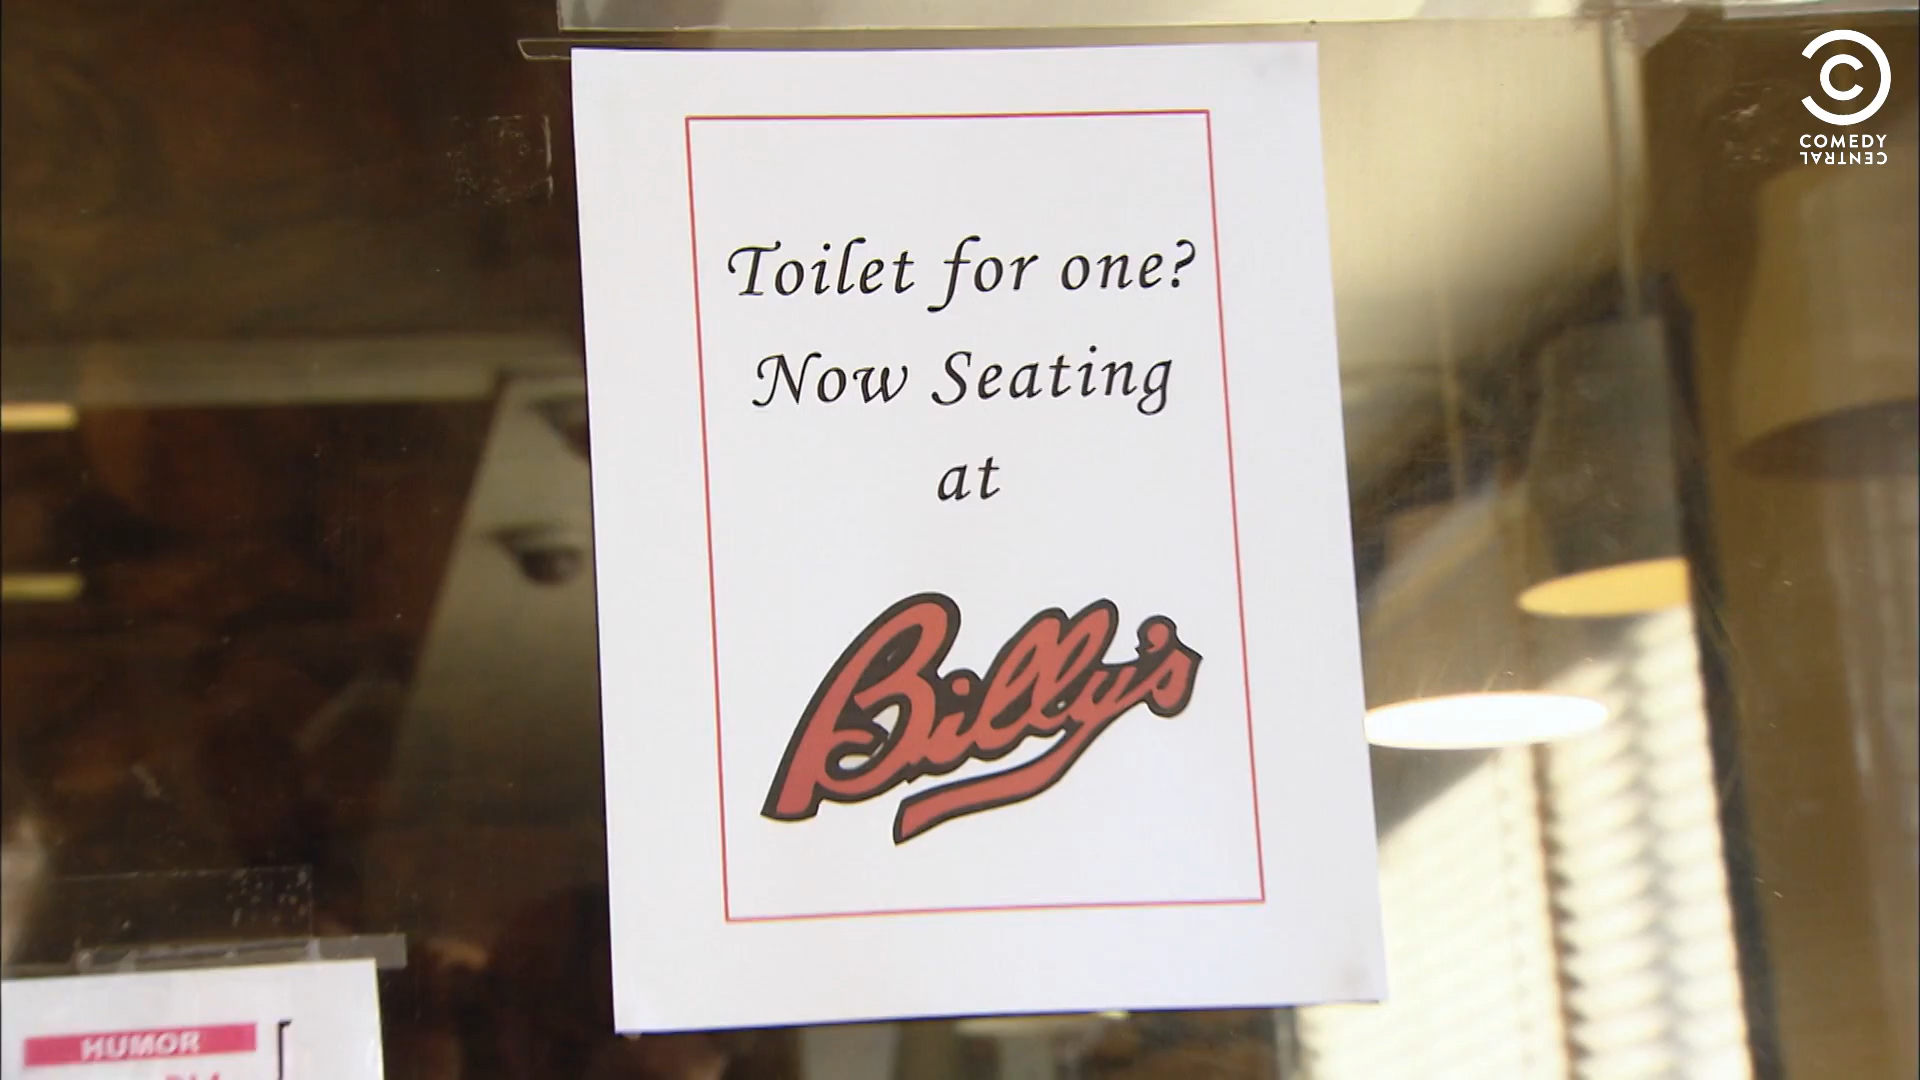 COMEDY
CENTRAL
Toilet for one?
Now Seating
at
Billy's
HUMOR